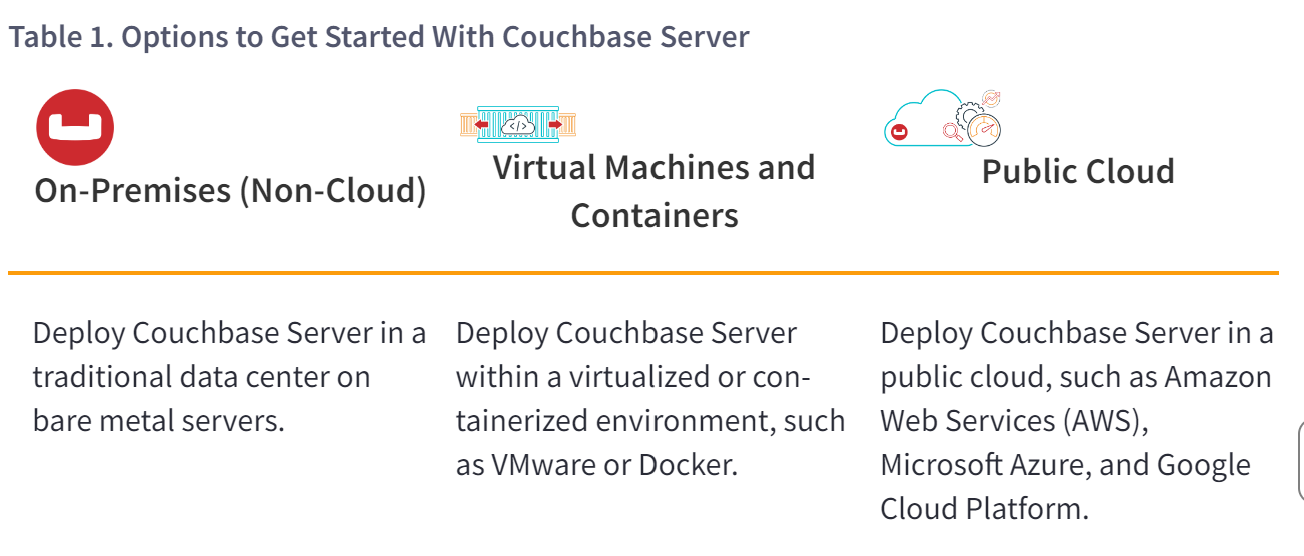 Table 1. Options to Get Started With Couchbase Server
</>
On-Premises (Non-Cloud)
Virtual Machines and
Containers
Public Cloud
Deploy Couchbase Server in a
traditional data center on
bare metal servers.
Deploy Couchbase Server
within a virtualized or con-
tainerized environment, such
as VMware or Docker.
Deploy Couchbase Server in a
public cloud, such as Amazon
Web Services (AWS),
Microsoft Azure, and Google
Cloud Platform.